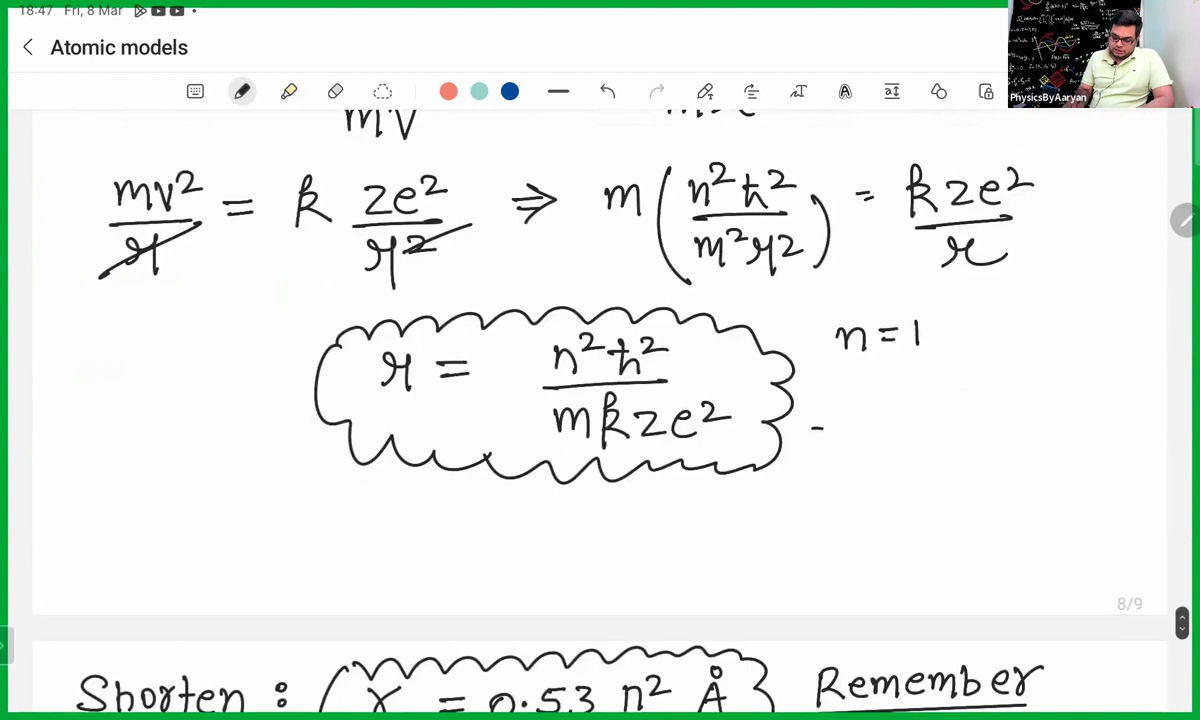 18:47 Fri, 8 Mar
Atomic models
PhysicsByAaryan
mv
mv²/r = k ze²/r² ⇒ m(n²ħ²/m²r²) = kze²/r
r = n²ħ²/mkze²
n = 1
-
8/9
Shorten : r = 0.53 n² Å Remember